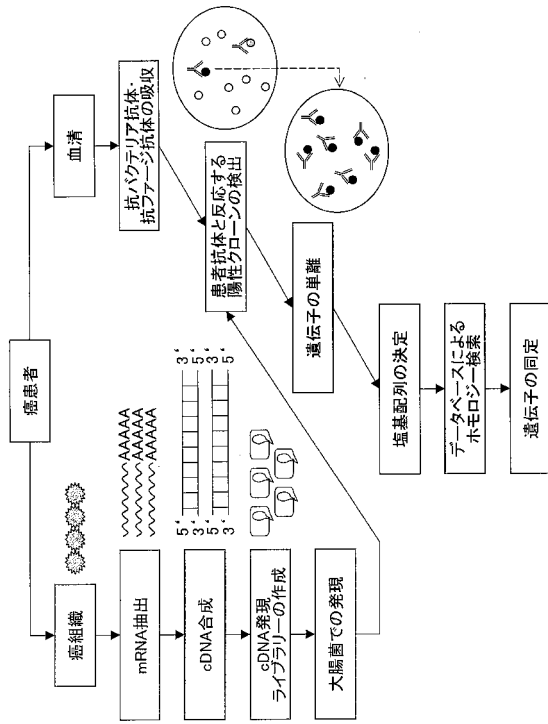 癌患者
癌組織
血清
mRNA抽出
AAAAA
AAAAA
AAAAA
抗バクテリア抗体・
抗ファージ抗体の吸収
cDNA合成
5‘
3‘
3‘
5‘
5‘
3‘
3‘
5‘
患者抗体と反応する
陽性クローンの検出
cDNA発現
ライブラリーの作成
遺伝子の単離
大腸菌での発現
塩基配列の決定
データベースによる
ホモロジー検索
遺伝子の同定